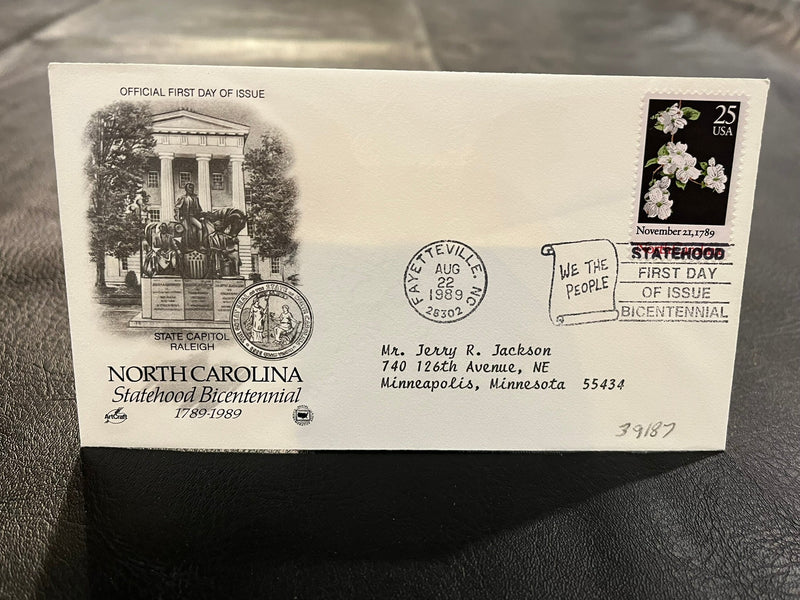 OFFICIAL FIRST DAY OF ISSUE
25
USA
November 21, 1789
STATEHOOD
FIRST DAY
OF ISSUE
BICENTENNIAL
WE THE
PEOPLE
FAYETTEVILLE, NC
AUG
22
1989
28302
Mr. Jerry R. Jackson
740 126th Avenue, NE
Minneapolis, Minnesota 55434
STATE CAPITOL
RALEIGH
NORTH CAROLINA
Statehood Bicentennial
1789-1989
ArtCraft
39187